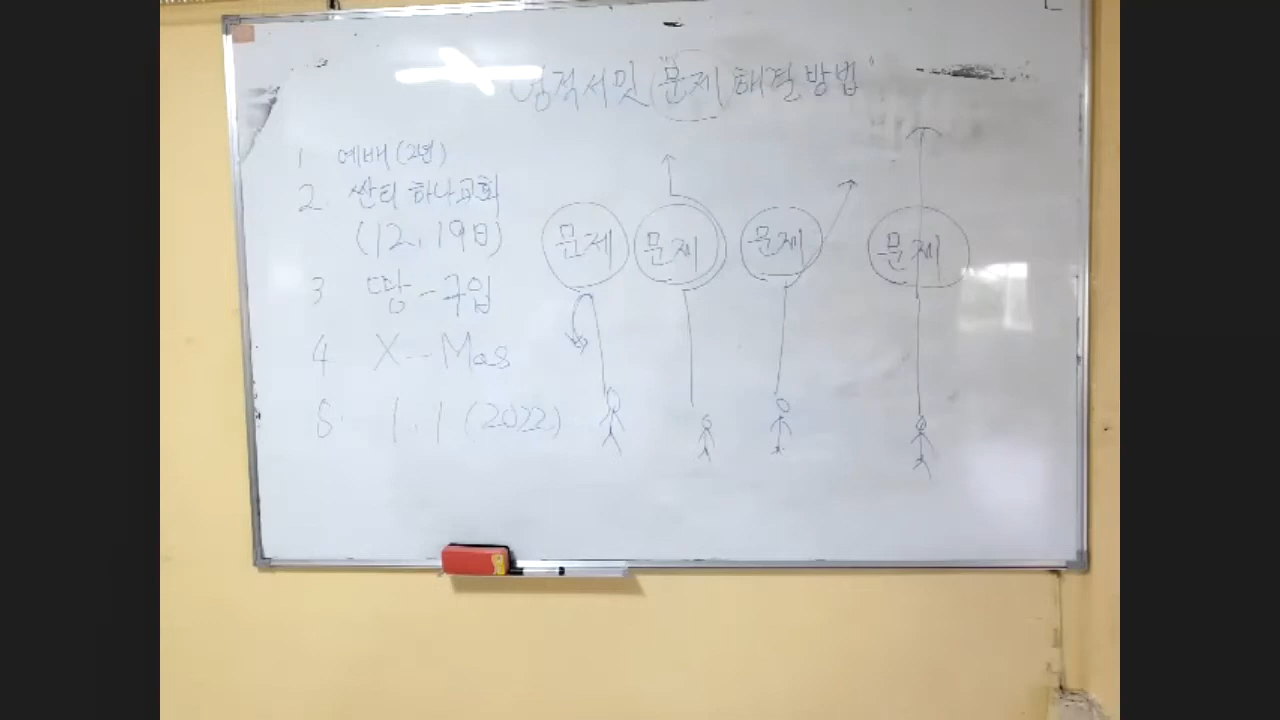 영적서밋 "문제 해결방법"
1 예배(2년)
2. 싼티 하나교회
(12.19日)
3 땅-구입
4 X--Mas
5. 1.1 (2022)
문제 문제 문제 문제